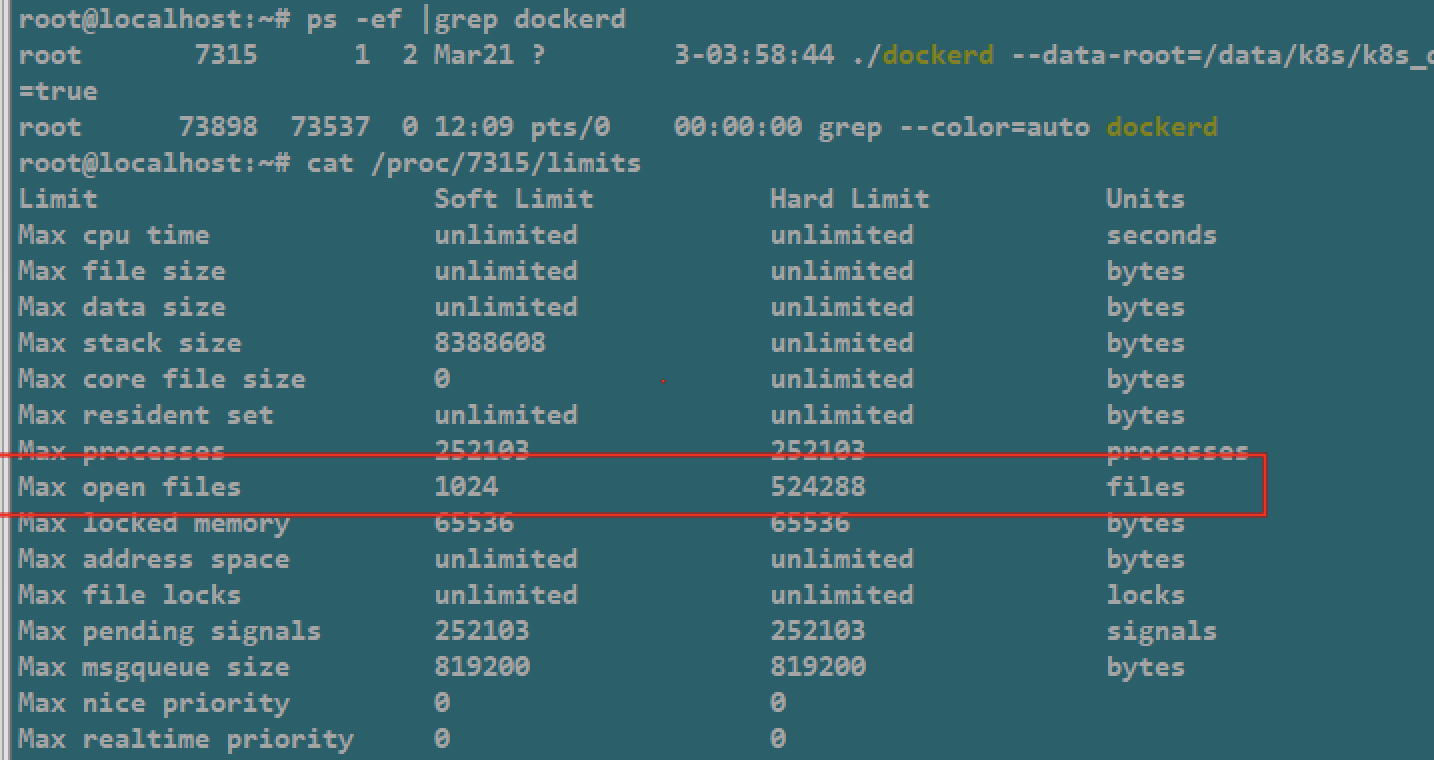 root@localhost:~# ps -ef |grep dockerd
root 7315 1 2 Mar21 ? 3-03:58:44 ./dockerd --data-root=/data/k8s/k8s_
=true
root 73898 73537 0 12:09 pts/0 00:00:00 grep --color=auto dockerd
root@localhost:~# cat /proc/7315/limits
Limit Soft Limit Hard Limit Units
Max cpu time unlimited unlimited seconds
Max file size unlimited unlimited bytes
Max data size unlimited unlimited bytes
Max stack size 8388608 unlimited bytes
Max core file size 0 unlimited bytes
Max resident set unlimited unlimited bytes
Max processes 252103 252103 processes
Max open files 1024 524288 files
Max locked memory 65536 65536 bytes
Max address space unlimited unlimited bytes
Max file locks unlimited unlimited locks
Max pending signals 252103 252103 signals
Max msgqueue size 819200 819200 bytes
Max nice priority 0 0
Max realtime priority 0 0